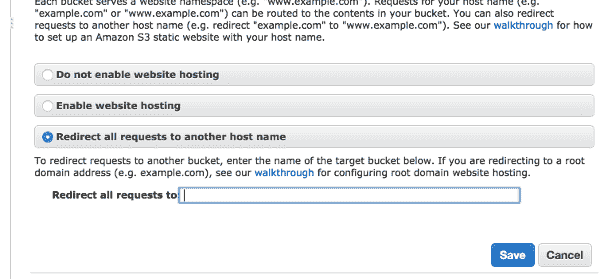 Each bucket serves a website namespace (e.g. "www.example.com"). Requests for your host name (e.g.
"example.com" or "www.example.com") can be routed to the contents in your bucket. You can also redirect
requests to another host name (e.g. redirect "example.com" to "www.example.com"). See our walkthrough for how
to set up an Amazon S3 static website with your host name.
Do not enable website hosting
Enable website hosting
Redirect all requests to another host name
To redirect requests to another bucket, enter the name of the target bucket below. If you are redirecting to a root
domain address (e.g. example.com), see our walkthrough for configuring root domain website hosting.
Redirect all requests to
Save Cancel